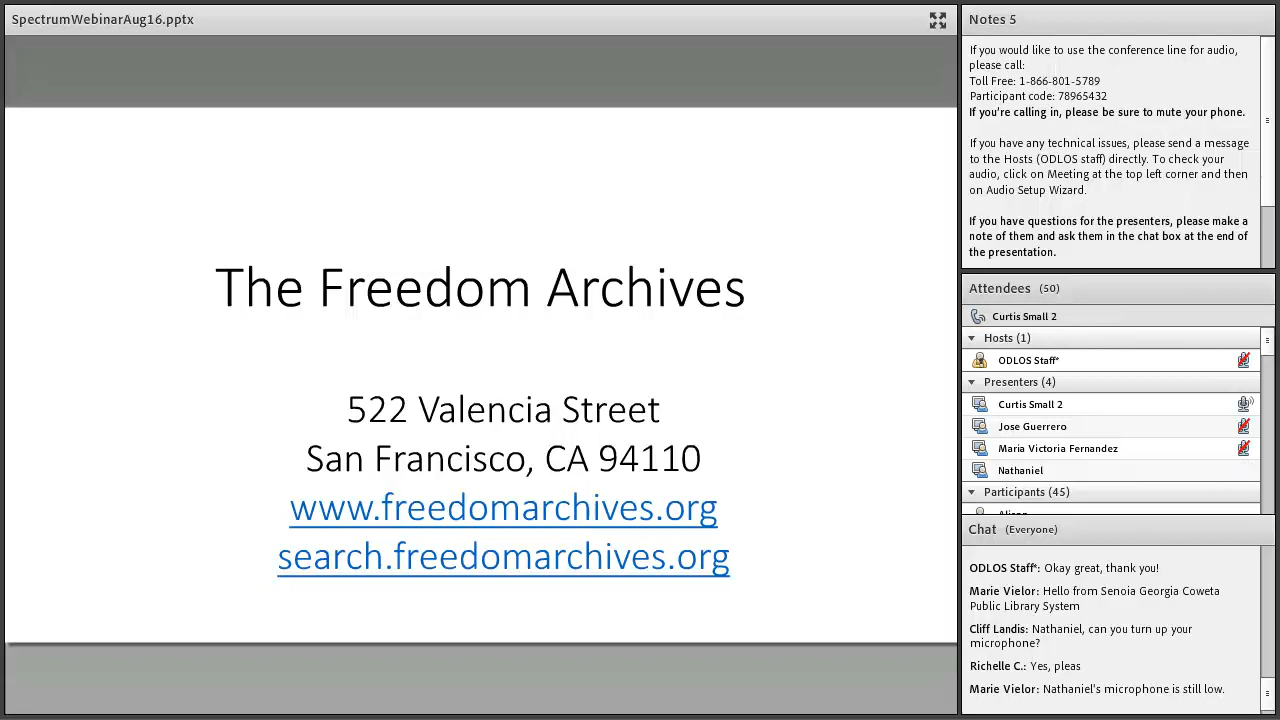 SpectrumWebinarAug16.pptx
The Freedom Archives
522 Valencia Street
San Francisco, CA 94110
www.freedomarchives.org
search.freedomarchives.org
Notes 5
If you would like to use the conference line for audio,
please call:
Toll Free: 1-866-801-5789
Participant code: 78965432
If you're calling in, please be sure to mute your phone.
If you have any technical issues, please send a message
to the Hosts (ODLOS staff) directly. To check your
audio, click on Meeting at the top left corner and then
on Audio Setup Wizard.
If you have questions for the presenters, please make a
note of them and ask them in the chat box at the end of
the presentation.
Attendees (50)
Curtis Small 2
Hosts (1)
ODLOS Staff*
Presenters (4)
Curtis Small 2
Jose Guerrero
Maria Victoria Fernandez
Nathaniel
Participants (45)
Chat (Everyone)
ODLOS Staff*: Okay great, thank you!
Marie Vielor: Hello from Senoia Georgia Coweta
Public Library System
Cliff Landis: Nathaniel, can you turn up your
microphone?
Richelle C.: Yes, pleas
Marie Vielor: Nathaniel's microphone is still low.